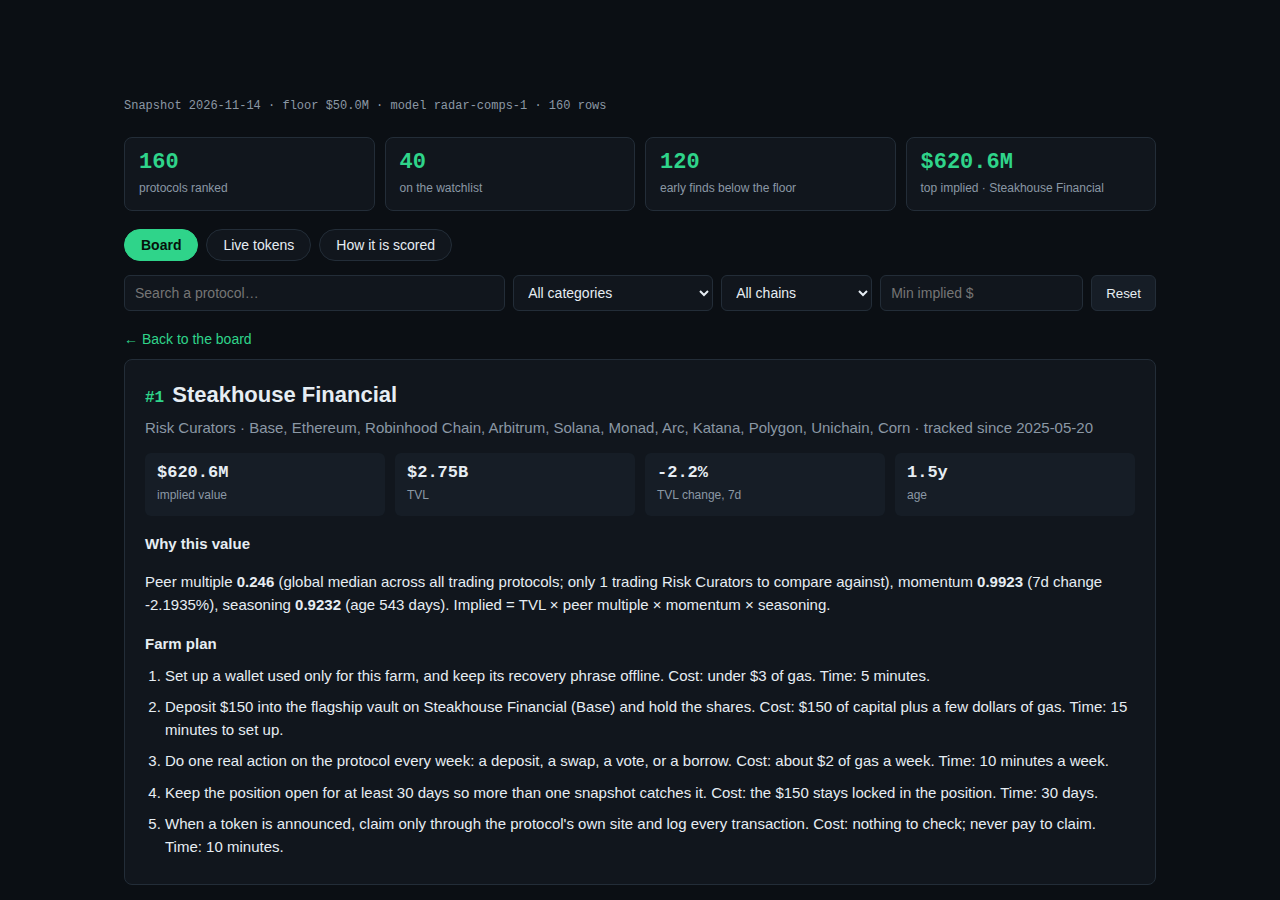 Snapshot 2026-11-14 · floor $50.0M · model radar-comps-1 · 160 rows
160
protocols ranked
40
on the watchlist
120
early finds below the floor
$620.6M
top implied · Steakhouse Financial
Board
Live tokens
How it is scored
Search a protocol…
All categories
All chains
Min implied $
Reset
← Back to the board
#1 Steakhouse Financial
Risk Curators · Base, Ethereum, Robinhood Chain, Arbitrum, Solana, Monad, Arc, Katana, Polygon, Unichain, Corn · tracked since 2025-05-20
$620.6M
implied value
$2.75B
TVL
-2.2%
TVL change, 7d
1.5y
age
Why this value
Peer multiple 0.246 (global median across all trading protocols; only 1 trading Risk Curators to compare against), momentum 0.9923 (7d change
-2.1935%), seasoning 0.9232 (age 543 days). Implied = TVL × peer multiple × momentum × seasoning.
Farm plan
1. Set up a wallet used only for this farm, and keep its recovery phrase offline. Cost: under $3 of gas. Time: 5 minutes.
2. Deposit $150 into the flagship vault on Steakhouse Financial (Base) and hold the shares. Cost: $150 of capital plus a few dollars of gas. Time: 15
minutes to set up.
3. Do one real action on the protocol every week: a deposit, a swap, a vote, or a borrow. Cost: about $2 of gas a week. Time: 10 minutes a week.
4. Keep the position open for at least 30 days so more than one snapshot catches it. Cost: the $150 stays locked in the position. Time: 30 days.
5. When a token is announced, claim only through the protocol's own site and log every transaction. Cost: nothing to check; never pay to claim.
Time: 10 minutes.